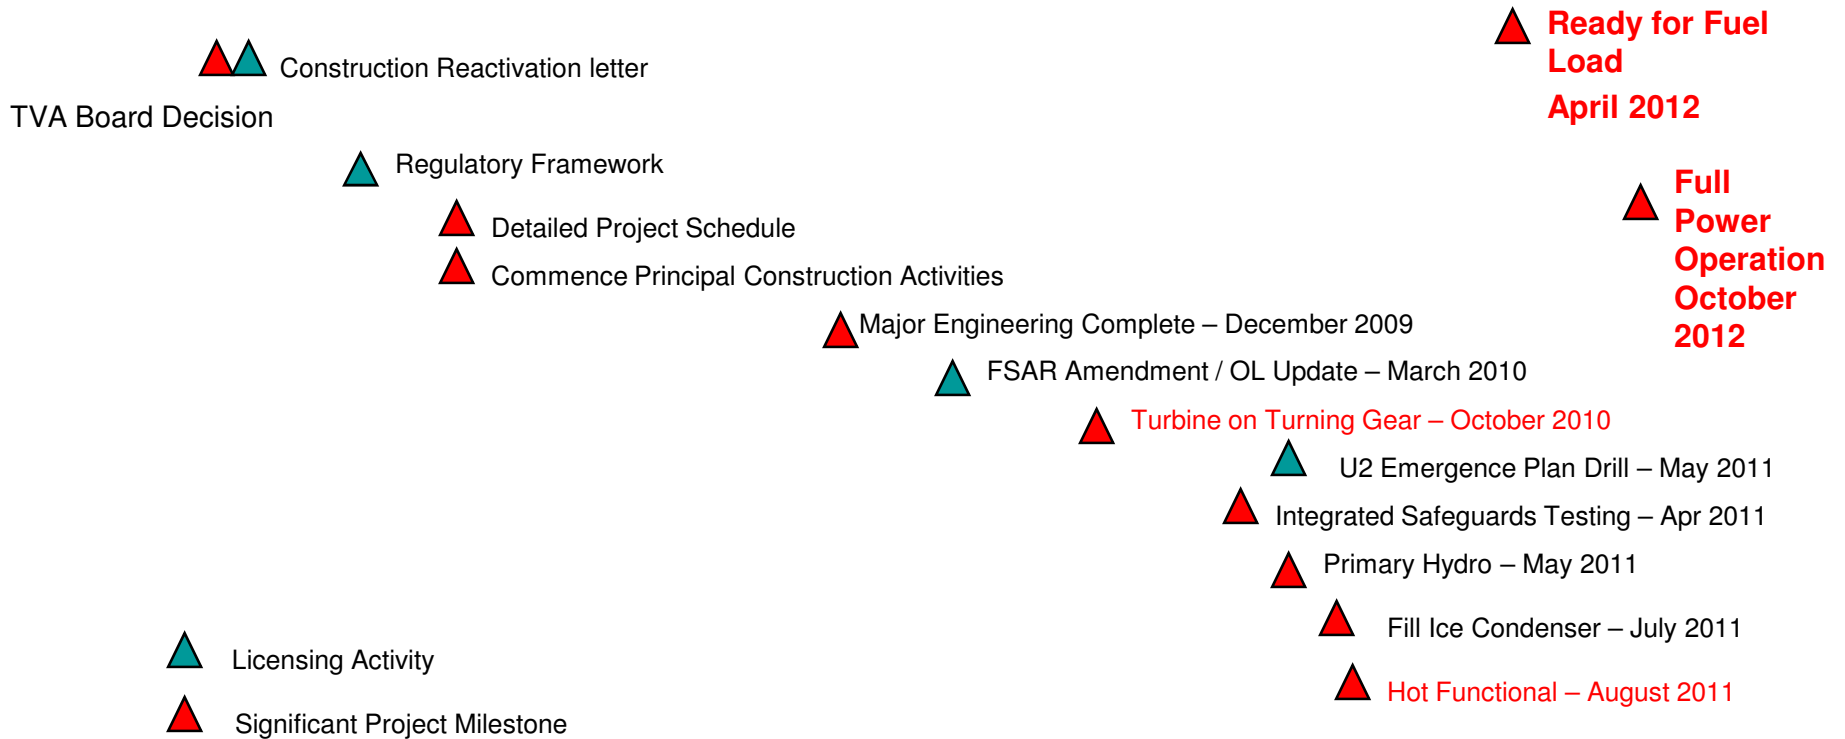 Ready for Fuel
Load
April 2012
Construction Reactivation letter
TVA Board Decision
Regulatory Framework
Full
Power
Operation
October
2012
Detailed Project Schedule
Commence Principal Construction Activities
Major Engineering Complete – December 2009
FSAR Amendment / OL Update – March 2010
Turbine on Turning Gear – October 2010
U2 Emergence Plan Drill – May 2011
Integrated Safeguards Testing – Apr 2011
Primary Hydro – May 2011
Fill Ice Condenser – July 2011
Hot Functional – August 2011
Licensing Activity
Significant Project Milestone